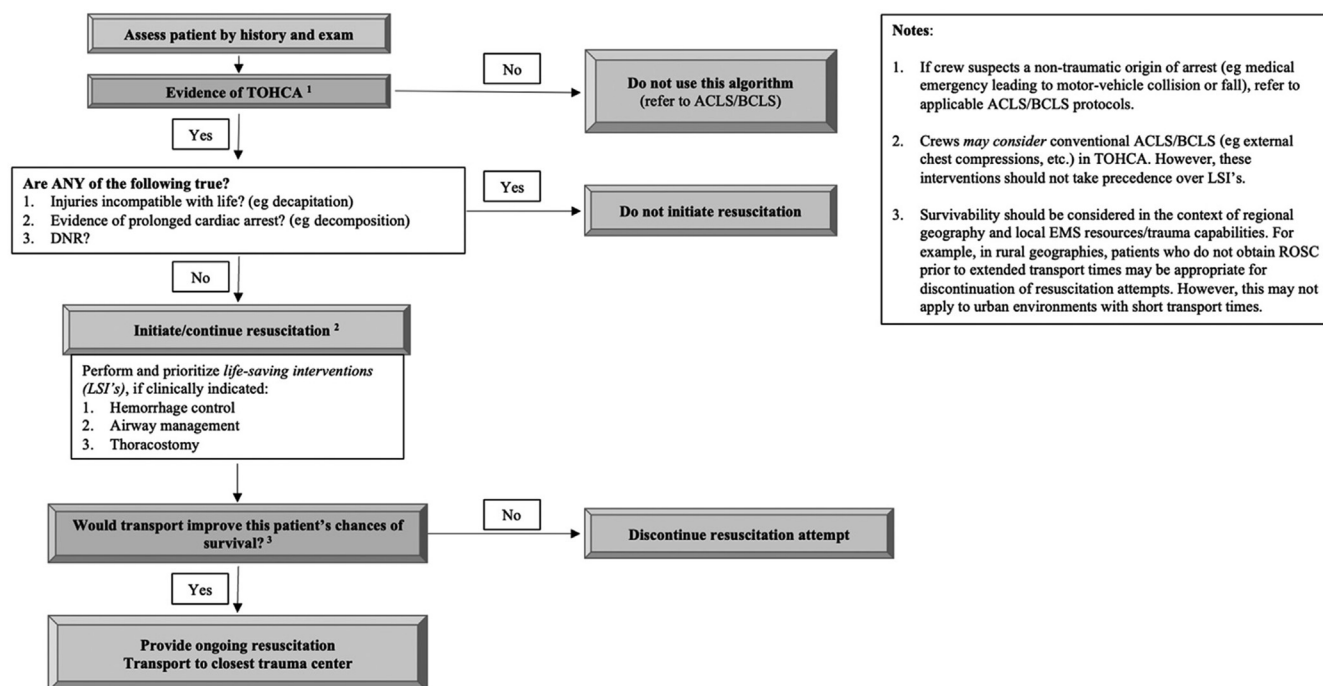 Assess patient by history and exam
Evidence of TOHCA 1
No
Do not use this algorithm
(refer to ACLS/BCLS)
Yes
Are ANY of the following true?
1. Injuries incompatible with life? (eg decapitation)
2. Evidence of prolonged cardiac arrest? (eg decomposition)
3. DNR?
Yes
Do not initiate resuscitation
No
Initiate/continue resuscitation 2
Perform and prioritize life-saving interventions
(LSI's), if clinically indicated:
1. Hemorrhage control
2. Airway management
3. Thoracostomy
Would transport improve this patient's chances of
survival? 3
No
Discontinue resuscitation attempt
Yes
Provide ongoing resuscitation
Transport to closest trauma center
Notes:
1. If crew suspects a non-traumatic origin of arrest (eg medical
emergency leading to motor-vehicle collision or fall), refer to
applicable ACLS/BCLS protocols.
2. Crews may consider conventional ACLS/BCLS (eg external
chest compressions, etc.) in TOHCA. However, these
interventions should not take precedence over LSI's.
3. Survivability should be considered in the context of regional
geography and local EMS resources/trauma capabilities. For
example, in rural geographies, patients who do not obtain ROSC
prior to extended transport times may be appropriate for
discontinuation of resuscitation attempts. However, this may not
apply to urban environments with short transport times.